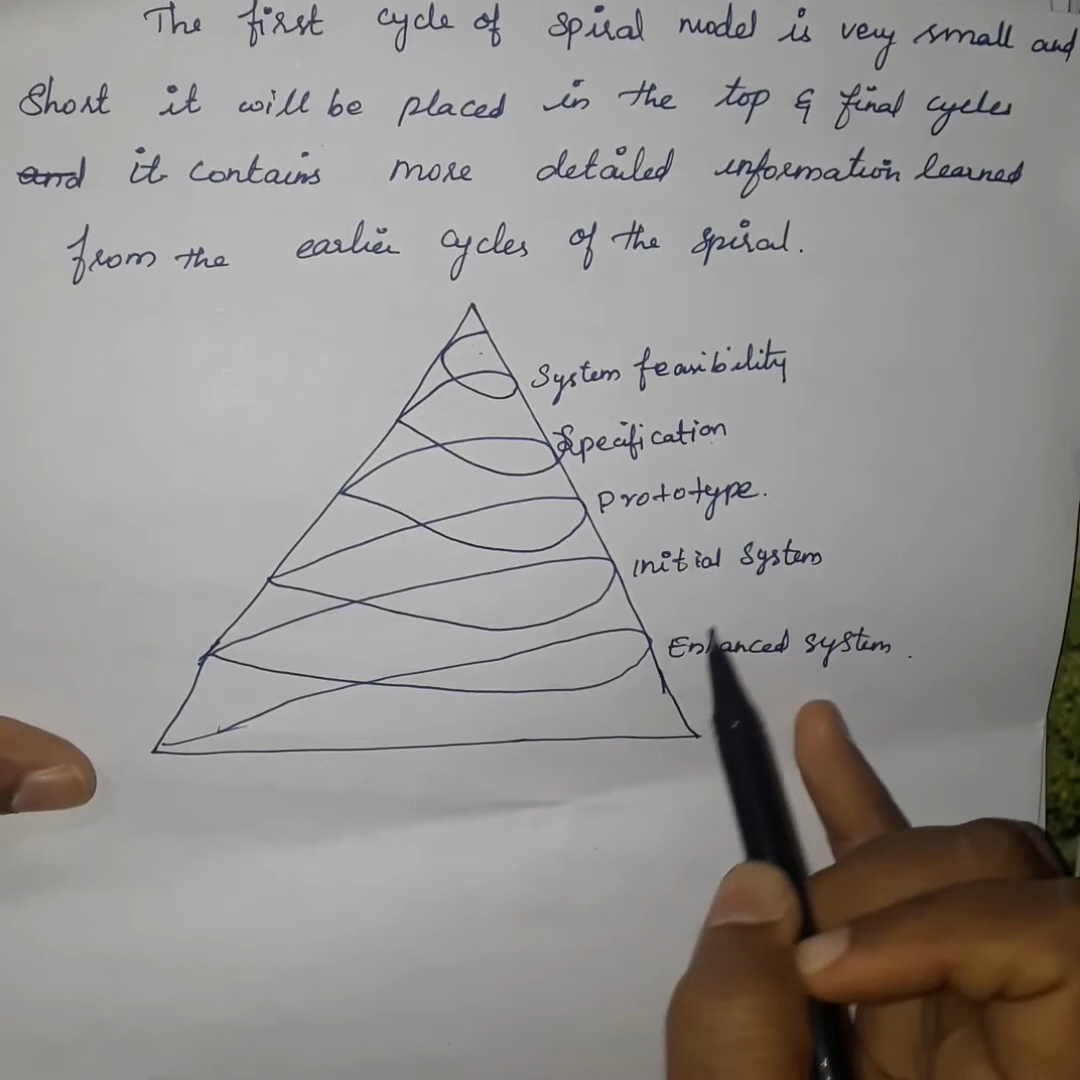 The first cycle of spiral model is very small and
Short it will be placed in the top & final cycles
and it contains more detailed information learned
from the earlier cycles of the spiral.
System feasibility
Specification
Prototype.
Initial System
Enhanced system.